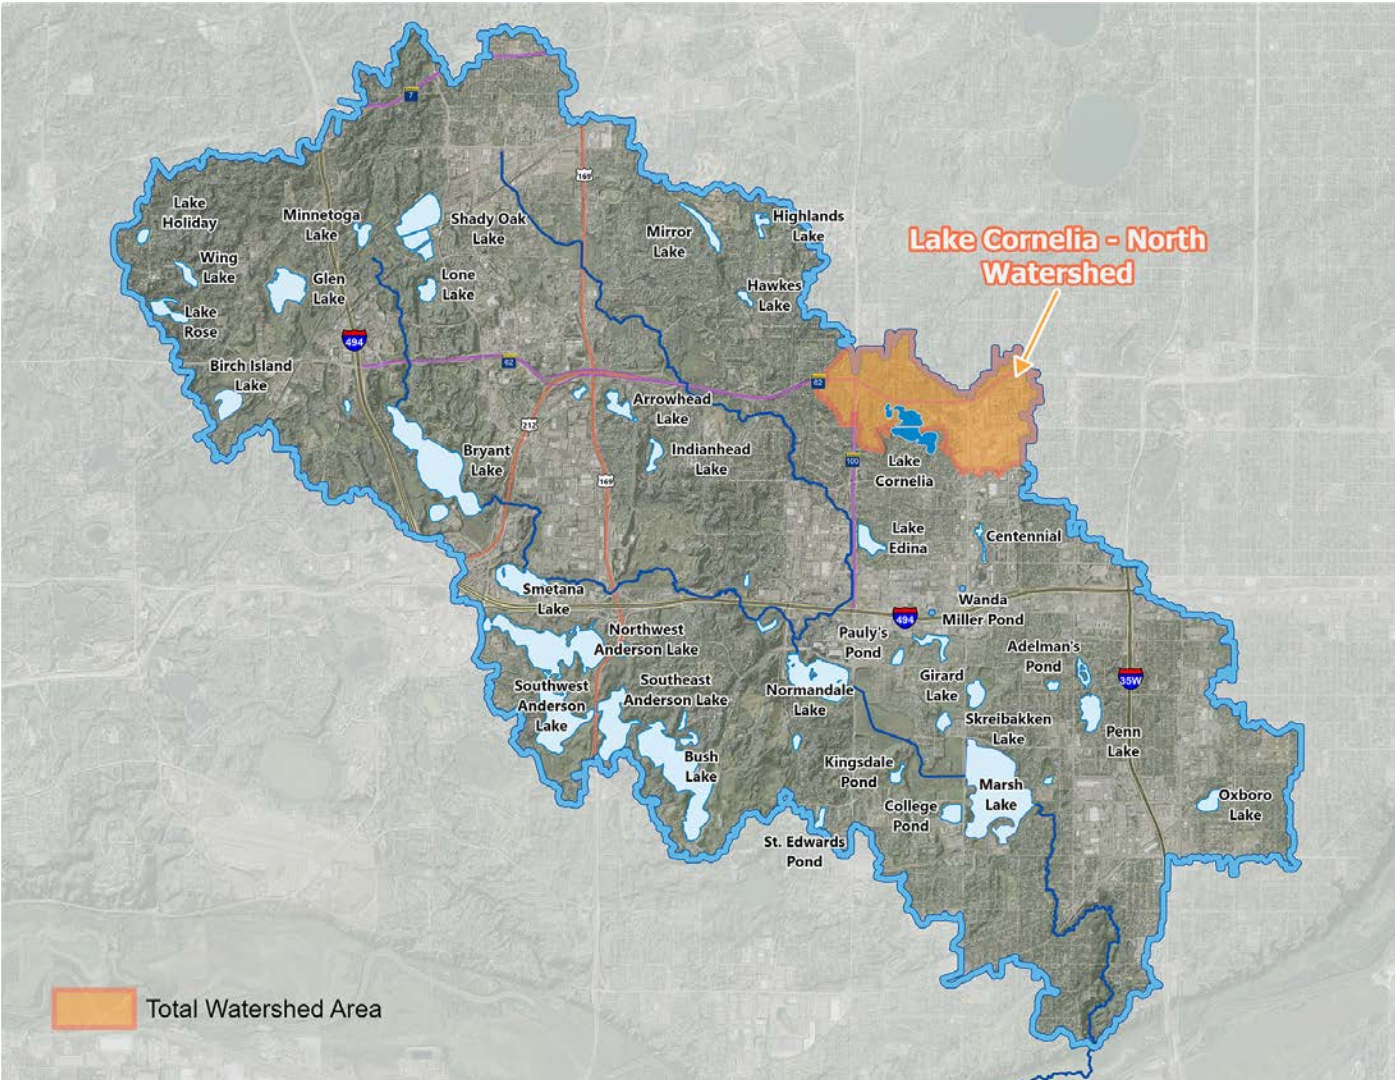 7
169
Lake
Holiday
Minnetoga
Lake
Shady Oak
Lake
Mirror
Lake
Highlands
Lake
Lake Cornelia - North
Watershed
Wing
Lake
Glen
Lake
Lone
Lake
Hawkes
Lake
Lake
Rose
494
Birch Island
Lake
62
62
Arrowhead
Lake
212
Bryant
Lake
Indianhead
Lake
100
Lake
Cornelia
169
Lake
Edina
Centennial
Smetana
Lake
Wanda
Miller Pond
494
Northwest
Anderson Lake
Pauly's
Pond
Adelman's
Pond
35W
Southwest
Anderson
Lake
Southeast
Anderson Lake
Normandale
Lake
Girard
Lake
Skreibakken
Lake
Penn
Lake
Bush
Lake
Kingsdale
Pond
Marsh
Lake
College
Pond
Oxboro
Lake
St. Edwards
Pond
Total Watershed Area